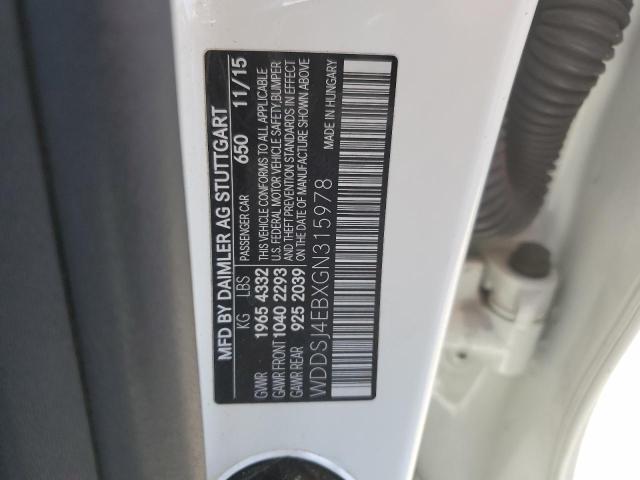 MFD BY DAIMLER AG STUTTGART
PASSENGER CAR 650 11/15
KG LBS
GVWR 1965 4332
GAWR FRONT 1040 2293
GAWR REAR 925 2039
THIS VEHICLE CONFORMS TO ALL APPLICABLE
U.S. FEDERAL MOTOR VEHICLE SAFETY, BUMPER
AND THEFT PREVENTION STANDARDS IN EFFECT
ON THE DATE OF MANUFACTURE SHOWN ABOVE
WDDSJ4EBXGN315978
MADE IN HUNGARY